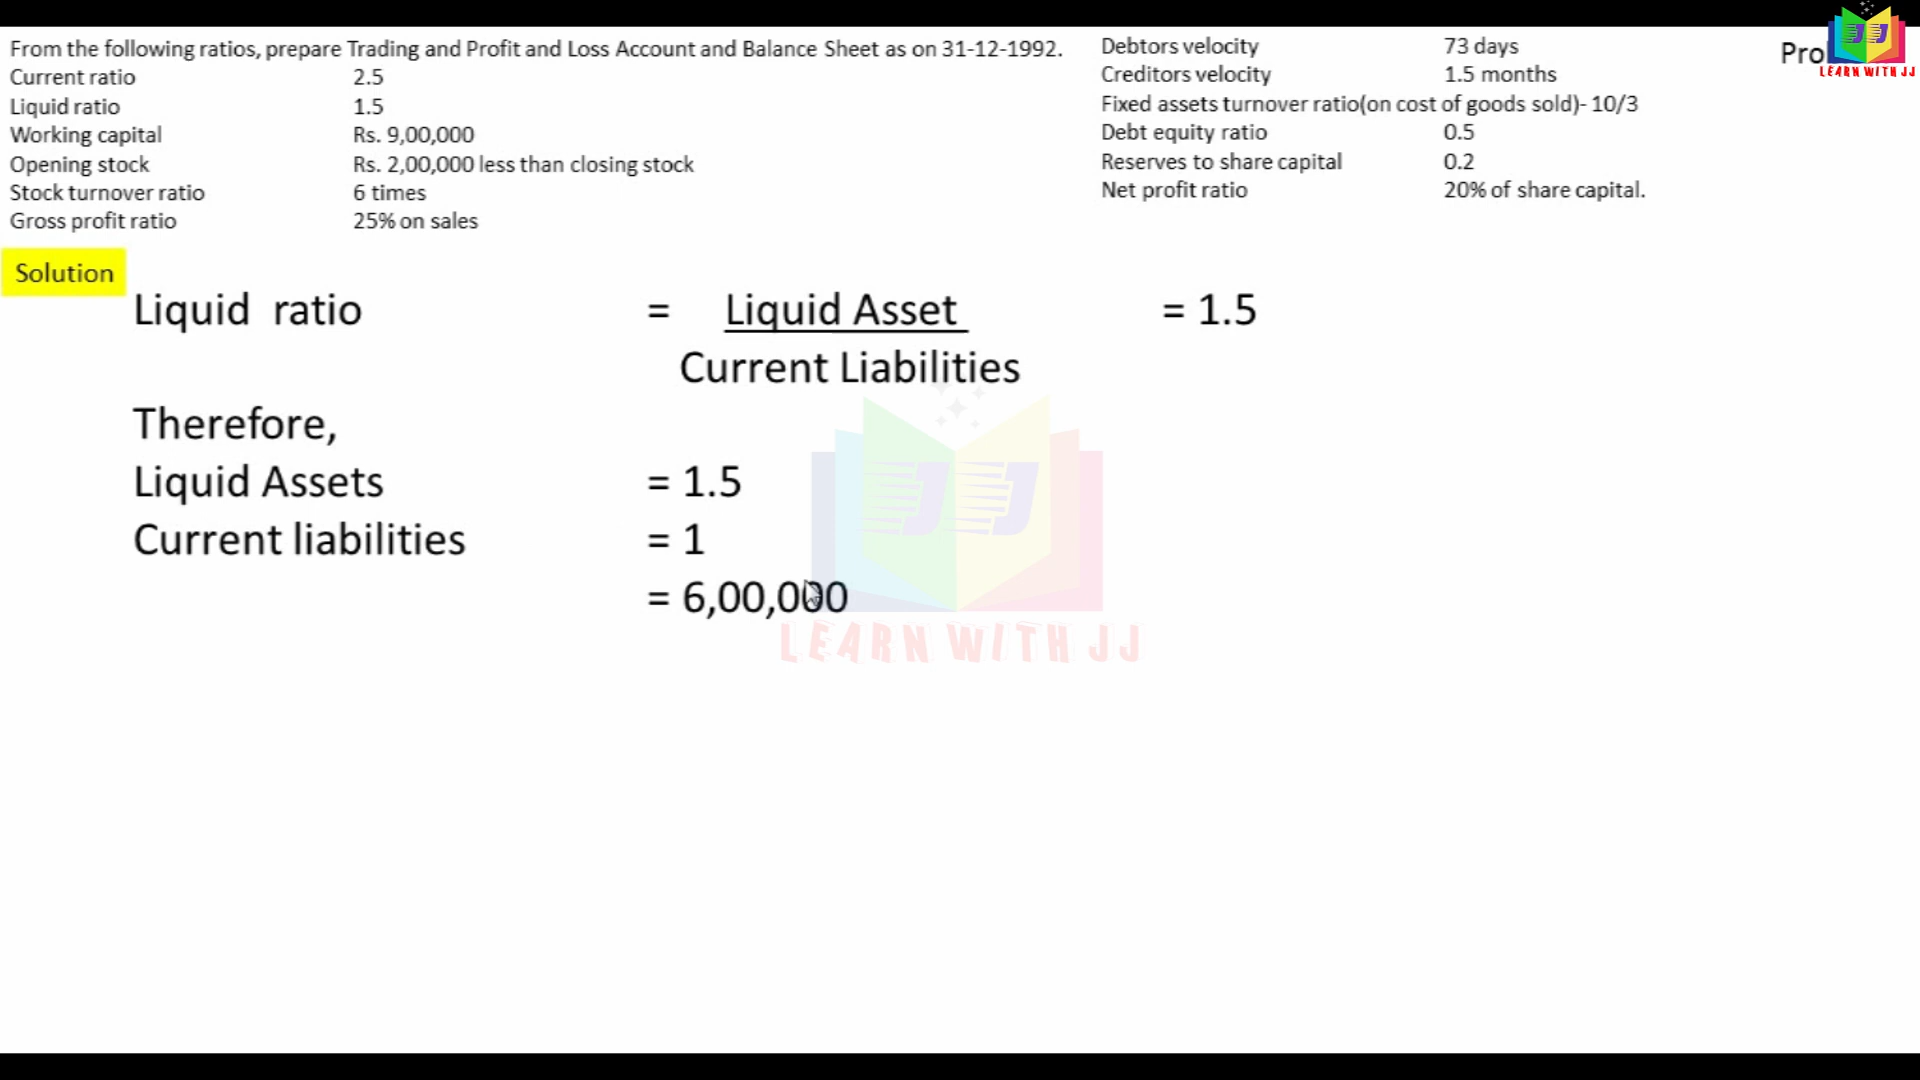 From the following ratios, prepare Trading and Profit and Loss Account and Balance Sheet as on 31-12-1992.
Current ratio 2.5
Liquid ratio 1.5
Working capital Rs. 9,00,000
Opening stock Rs. 2,00,000 less than closing stock
Stock turnover ratio 6 times
Gross profit ratio 25% on sales
Debtors velocity 73 days
Creditors velocity 1.5 months
Fixed assets turnover ratio(on cost of goods sold)- 10/3
Debt equity ratio 0.5
Reserves to share capital 0.2
Net profit ratio 20% of share capital.
JJ
LEARN WITH JJ
Solution
Liquid ratio = Liquid Asset = 1.5
Current Liabilities
Therefore,
Liquid Assets = 1.5
Current liabilities = 1
= 6,00,000
JJ
LEARN WITH JJ